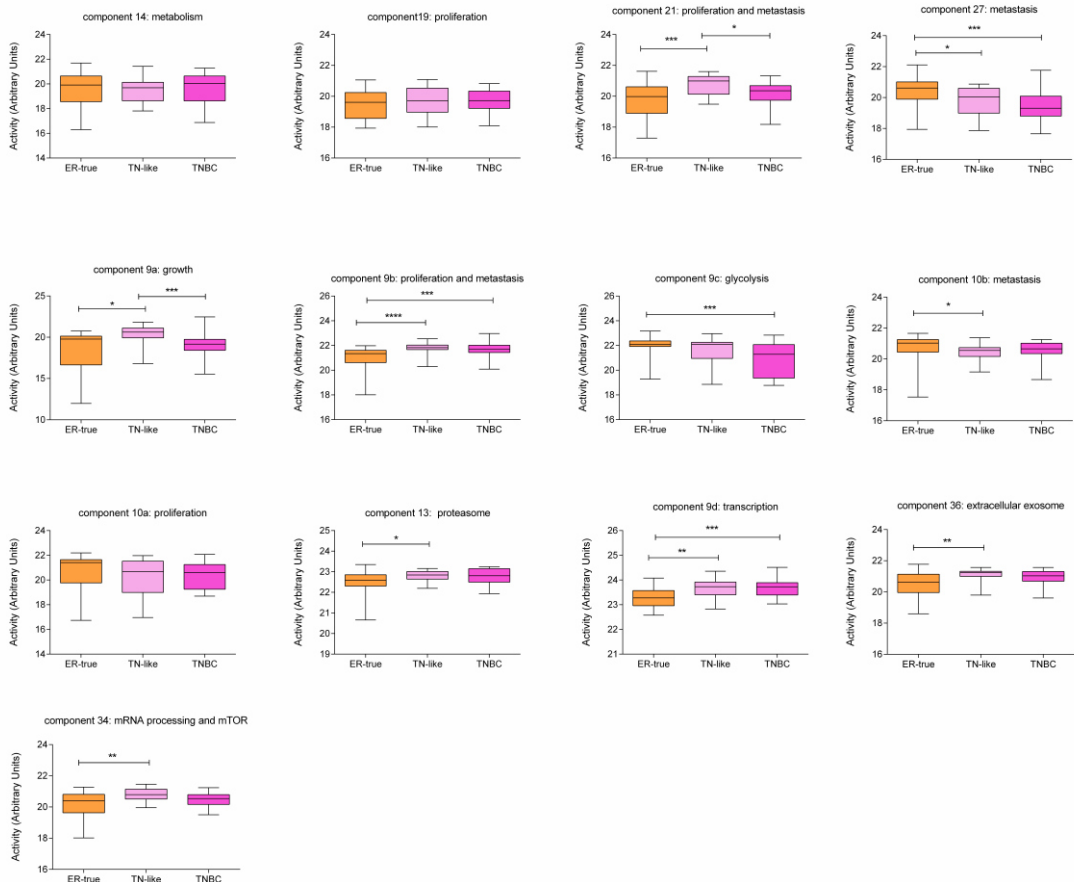 component 14: metabolism
Activity (Arbitrary Units)
22
20
18
16
14
ER-true TN-like TNBC
component19: proliferation
Activity (Arbitrary Units)
24
22
20
18
16
ER-true TN-like TNBC
component 21: proliferation and metastasis
*** *
Activity (Arbitrary Units)
24
22
20
18
16
ER-true TN-like TNBC
component 27: metastasis
***
*
Activity (Arbitrary Units)
24
22
20
18
16
ER-true TN-like TNBC
component 9a: growth
* ***
Activity (Arbitrary Units)
25
20
15
10
ER-true TN-like TNBC
component 9b: proliferation and metastasis
***
****
Activity (Arbitrary Units)
26
24
22
20
18
16
ER-true TN-like TNBC
component 9c: glycolysis
***
Activity (Arbitrary Units)
26
24
22
20
18
16
ER-true TN-like TNBC
component 10b: metastasis
*
Activity (Arbitrary Units)
24
22
20
18
16
ER-true TN-like TNBC
component 10a: proliferation
Activity (Arbitrary Units)
24
22
20
18
16
14
ER-true TN-like TNBC
component 13: proteasome
*
Activity (Arbitrary Units)
25
24
23
22
21
20
19
ER-true TN-like TNBC
component 9d: transcription
***
**
Activity (Arbitrary Units)
26
25
24
23
22
21
ER-true TN-like TNBC
component 36: extracellular exosome
**
Activity (Arbitrary Units)
24
22
20
18
16
ER-true TN-like TNBC
component 34: mRNA processing and mTOR
**
Activity (Arbitrary Units)
24
22
20
18
16
ER-true TN-like TNBC